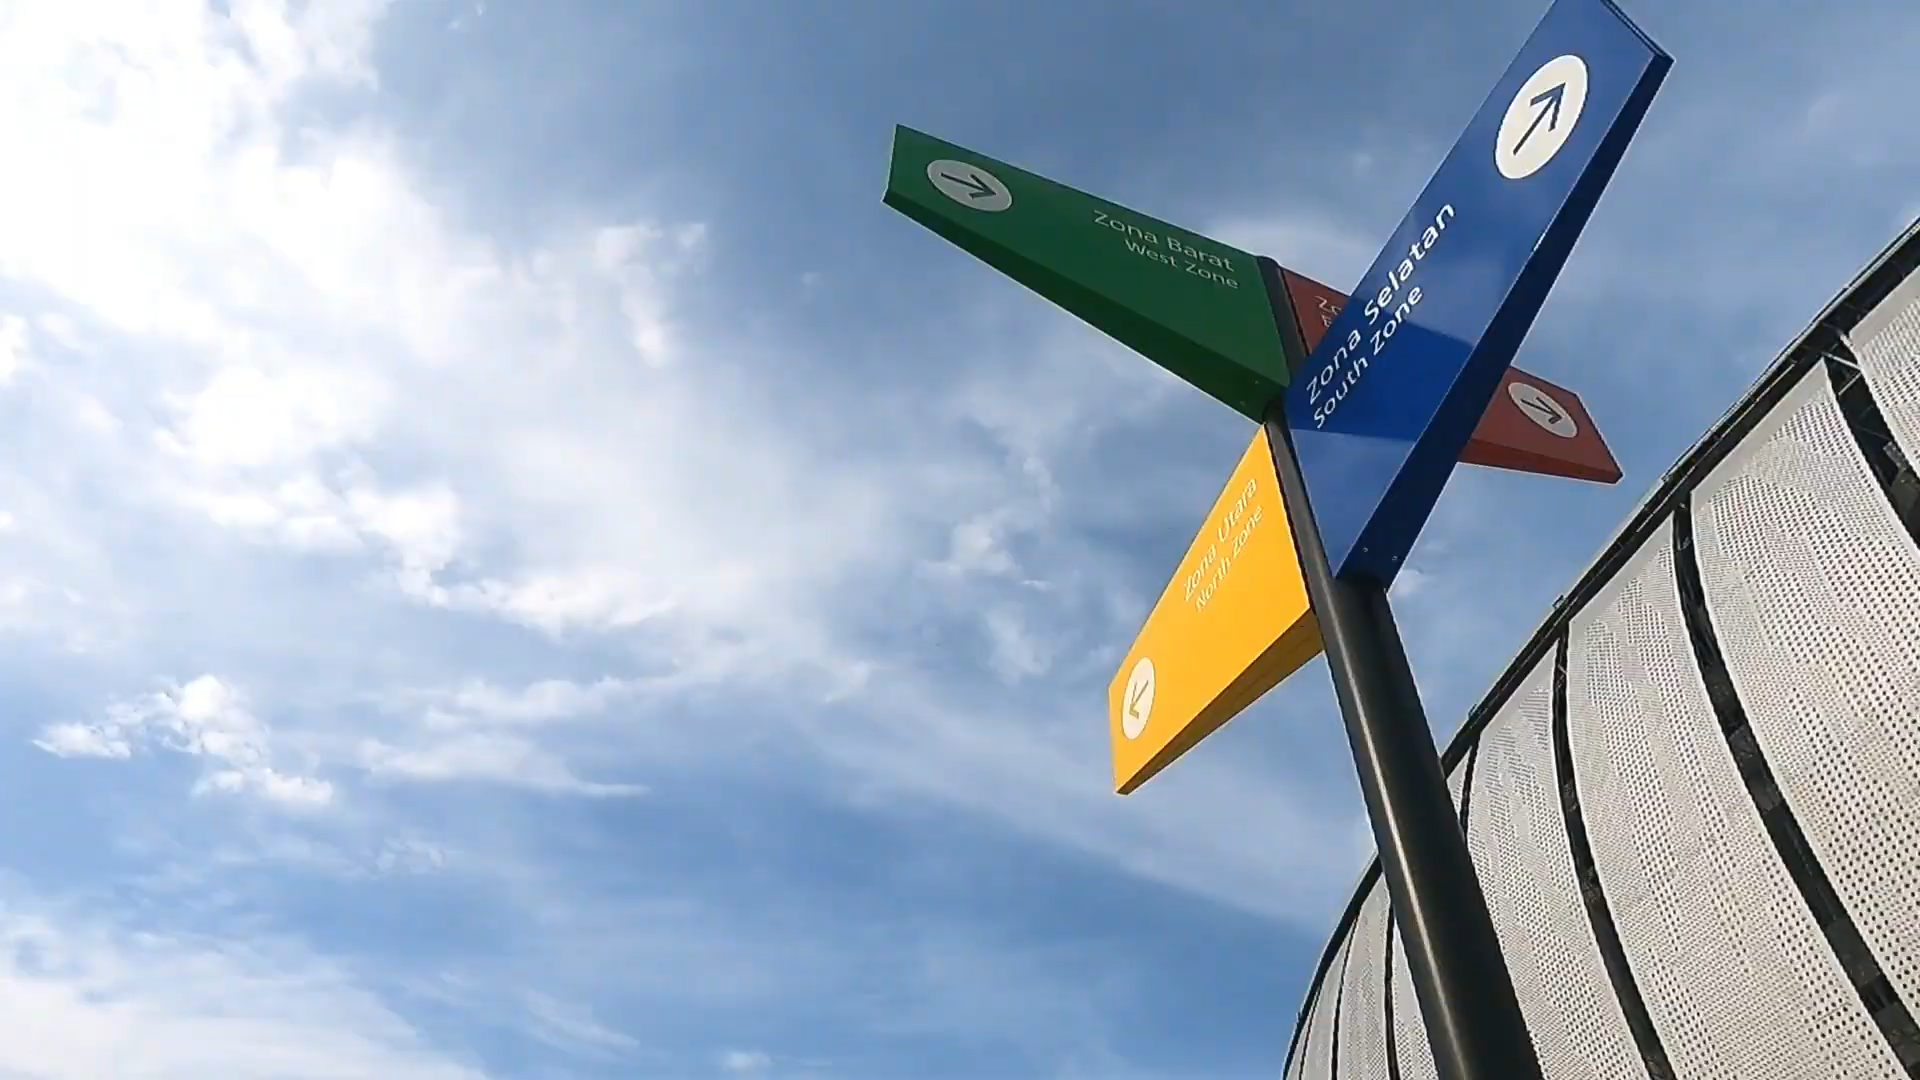 Zona Barat
West Zone
Zona Selatan
South Zone
Zona Utara
North Zone